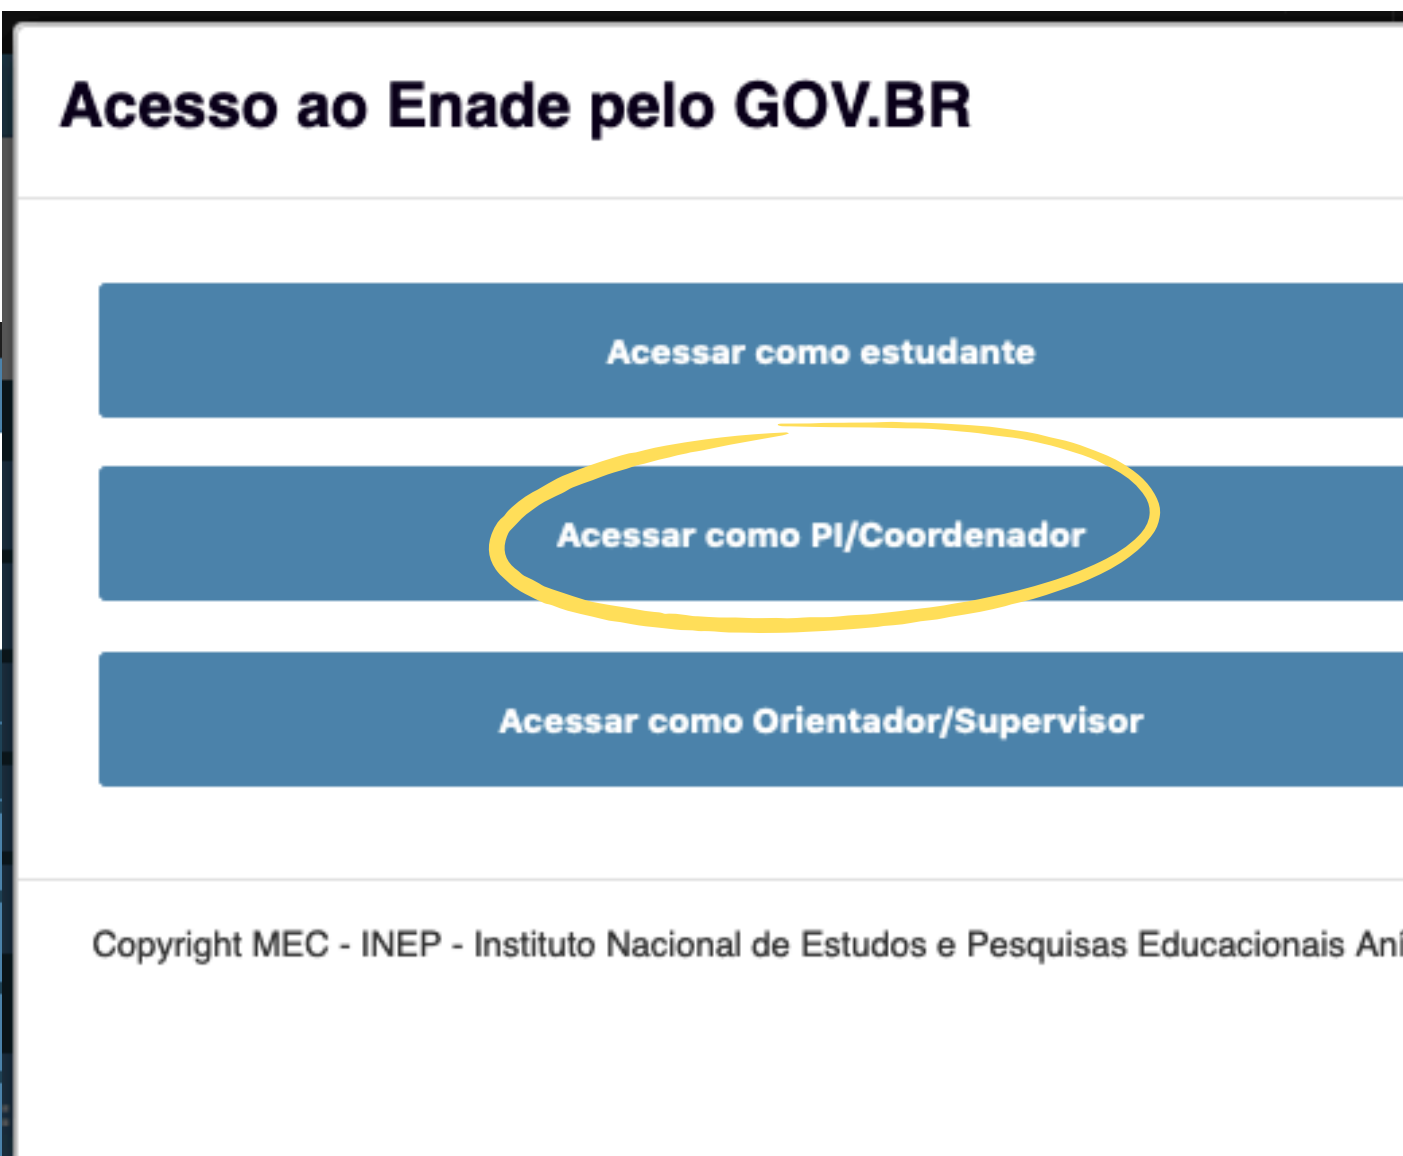 Acesso ao Enade pelo GOV.BR
Acessar como estudante
Acessar como PI/Coordenador
Acessar como Orientador/Supervisor
Copyright MEC - INEP - Instituto Nacional de Estudos e Pesquisas Educacionais Aní